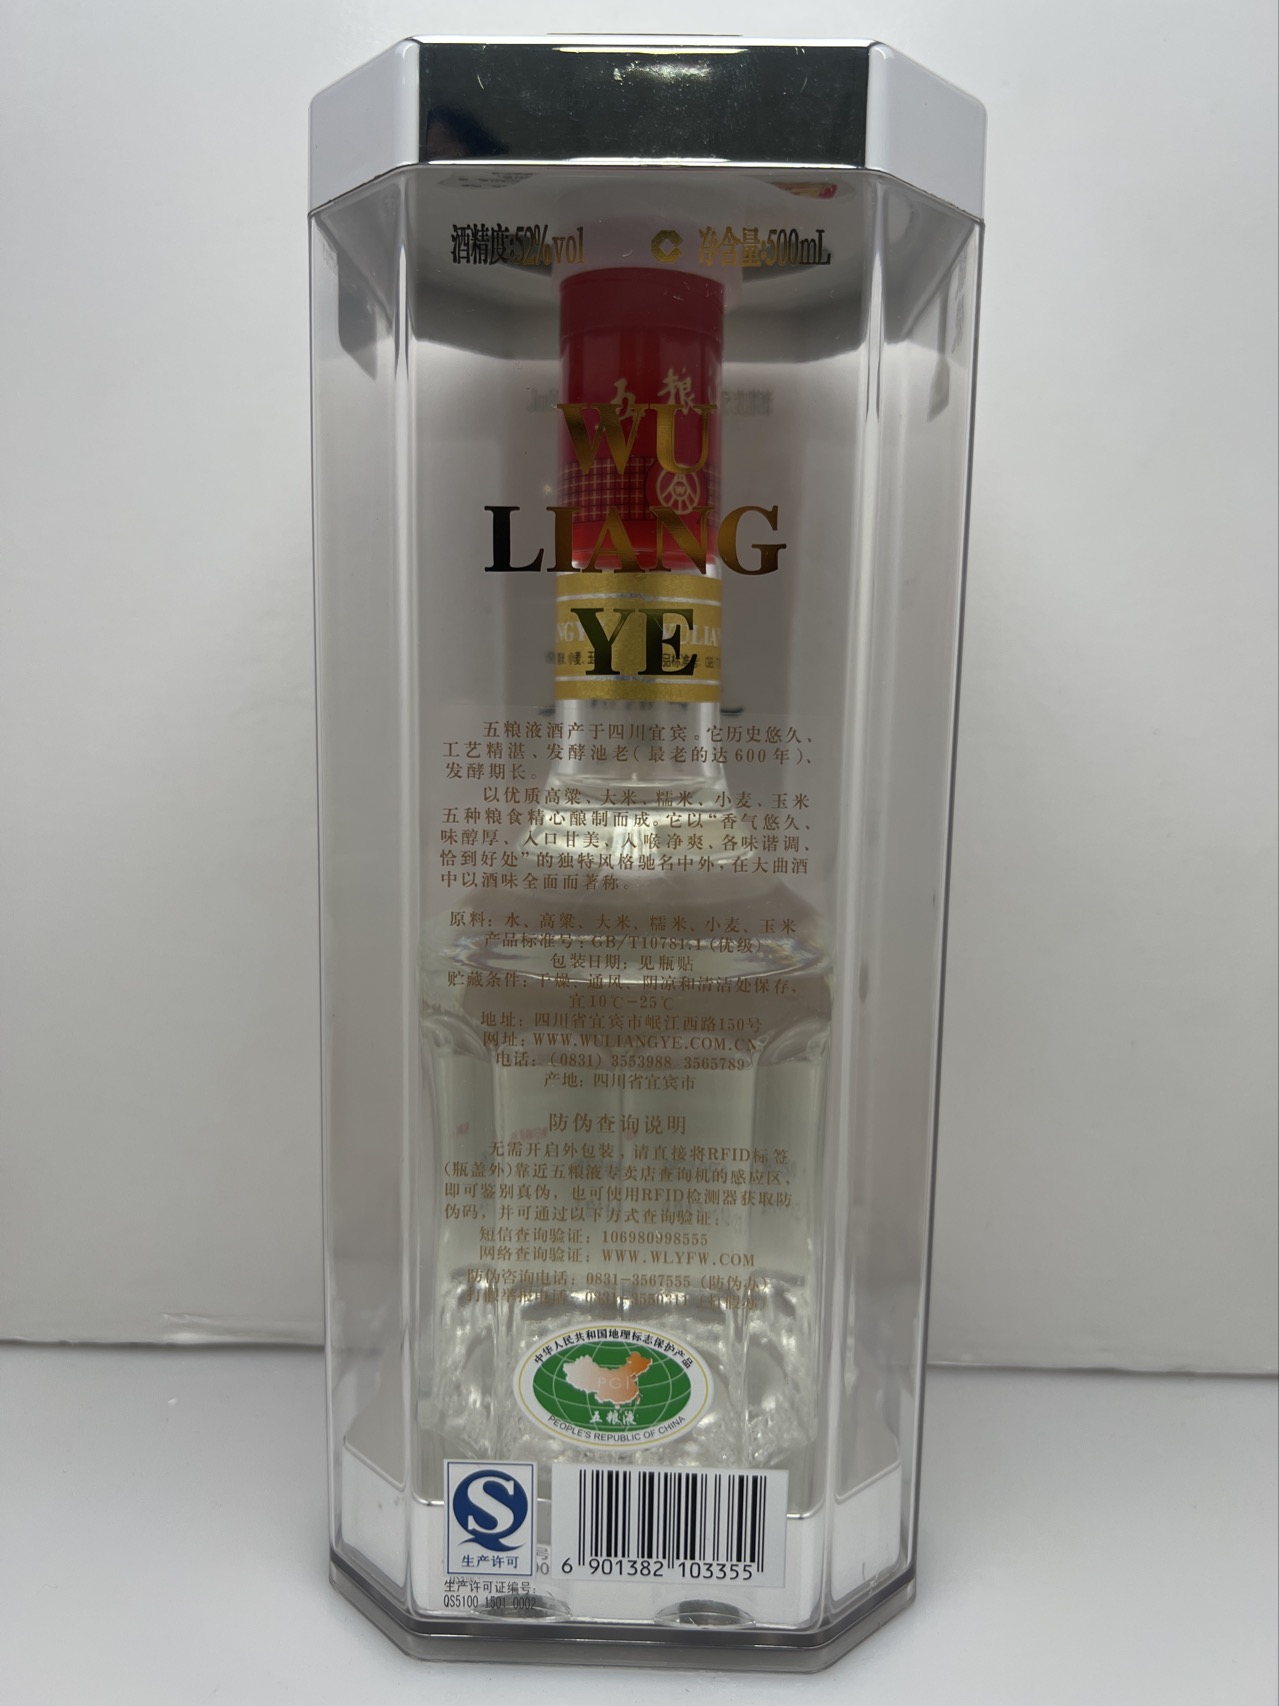 酒精度:52%vol 净含量:500mL
五 粮
WU
LIANG
YE
五粮液酒产于四川宜宾。它历史悠久、
工艺精湛、发酵池老(最老的达600年)、
发酵期长。
以优质高粱、大米、糯米、小麦、玉米
五种粮食精心酿制而成。它以“香气悠久、
味醇厚、入口甘美、入喉净爽、各味谐调、
恰到好处”的独特风格驰名中外,在大曲酒
中以酒味全面而著称。
原料: 水、高粱、大米、糯米、小麦、玉米
产品标准号: GB/T10781.1(优级)
包装日期: 见瓶贴
贮藏条件: 干燥、通风、阴凉和清洁处保存,
宜10℃-25℃
地址: 四川省宜宾市岷江西路150号
网址: WWW.WULIANGYE.COM.CN
电话: (0831) 3553988 3565789
产地: 四川省宜宾市
防伪查询说明
无需开启外包装,请直接将RFID标签
(瓶盖外)靠近五粮液专卖店查询机的感应区,
即可鉴别真伪,也可使用RFID检测器获取防
伪码,并可通过以下方式查询验证:
短信查询验证: 106980998555
网络查询验证: WWW.WLYFW.COM
防伪咨询电话: 0831-3567555 (防伪办)
打假举报电话: 0831-3550311 (打假办)
中华人民共和国地理标志保护产品
PGI
五粮液
PEOPLE'S REPUBLIC OF CHINA
S
生产许可
生产许可证编号:
QS5100 1501 0002
6 901382 103355